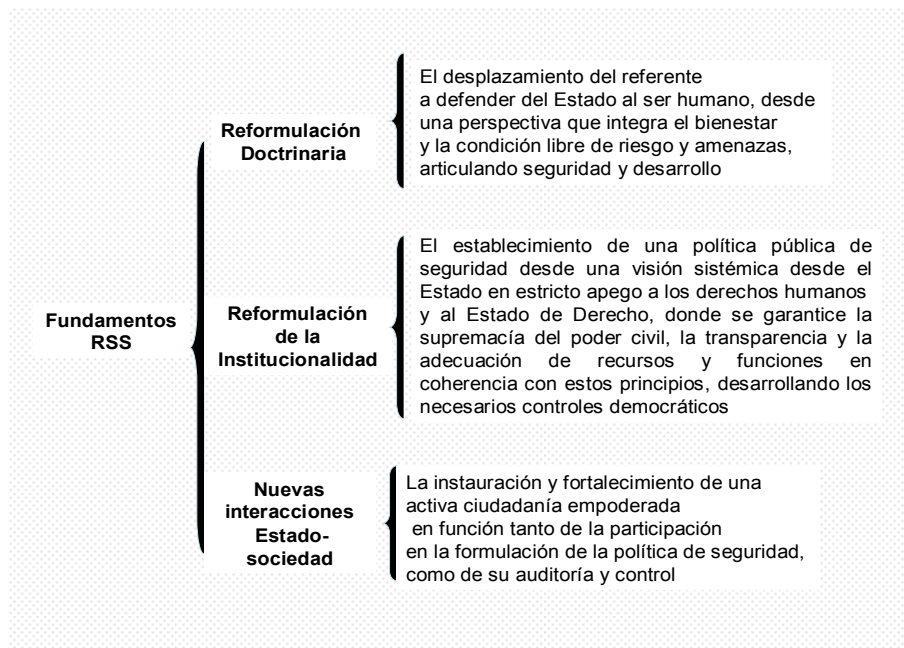 Fundamentos
RSS
Reformulación
Doctrinaria
El desplazamiento del referente
a defender del Estado al ser humano, desde
una perspectiva que integra el bienestar
y la condición libre de riesgo y amenazas,
articulando seguridad y desarrollo
Reformulación
de la
Institucionalidad
El establecimiento de una política pública de
seguridad desde una visión sistémica desde el
Estado en estricto apego a los derechos humanos
y al Estado de Derecho, donde se garantice la
supremacía del poder civil, la transparencia y la
adecuación de recursos y funciones en
coherencia con estos principios, desarrollando los
necesarios controles democráticos
Nuevas
interacciones
Estado-
sociedad
La instauración y fortalecimiento de una
activa ciudadanía empoderada
en función tanto de la participación
en la formulación de la política de seguridad,
como de su auditoría y control